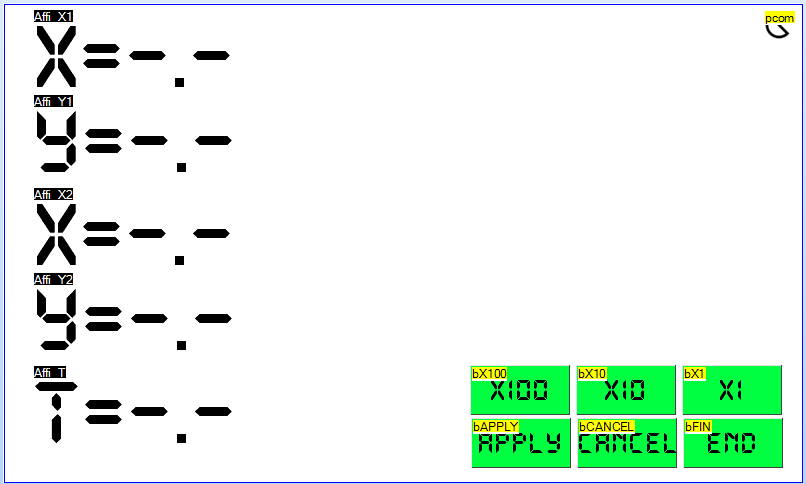 Affi_X1
pcom
X=-.-
Affi_Y1
y=-.-
Affi_X2
X=-.-
Affi_Y2
y=-.-
Affi_T
T=-.-
bX100 bX10 bX1
X100 X10 X1
bAPPLY bCANCEL bFIN
APPLY CANCEL END